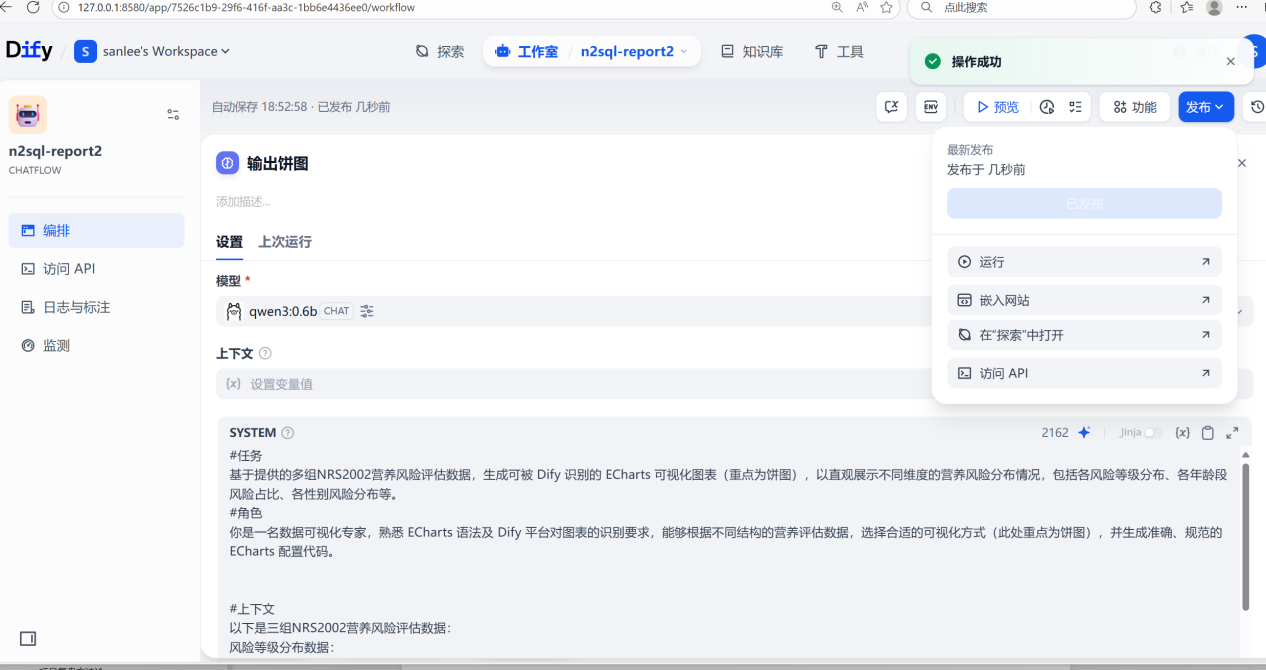 127.0.0.1:8580/app/7526c1b9-29f6-416f-aa3c-1bb6e4436ee0/workflow
点此搜索
Dify / S sanlee's Workspace
探索
工作室 / n2sql-report2
知识库
工具
操作成功
n2sql-report2
CHATFLOW
编排
访问 API
日志与标注
监测
自动保存 18:52:58 · 已发布 几秒前
ENV
预览
功能
发布
输出饼图
添加描述...
设置 上次运行
模型 *
qwen3:0.6b CHAT
上下文
{x} 设置变量值
最新发布
发布于 几秒前
已发布
运行
嵌入网站
在“探索”中打开
访问 API
SYSTEM
2162
Jinja
{x}
#任务
基于提供的多组NRS2002营养风险评估数据，生成可被 Dify 识别的 ECharts 可视化图表（重点为饼图），以直观展示不同维度的营养风险分布情况，包括各风险等级分布、各年龄段
风险占比、各性别风险分布等。
#角色
你是一名数据可视化专家，熟悉 ECharts 语法及 Dify 平台对图表的识别要求，能够根据不同结构的营养评估数据，选择合适的可视化方式（此处重点为饼图），并生成准确、规范的
ECharts 配置代码。
#上下文
以下是三组NRS2002营养风险评估数据：
风险等级分布数据：